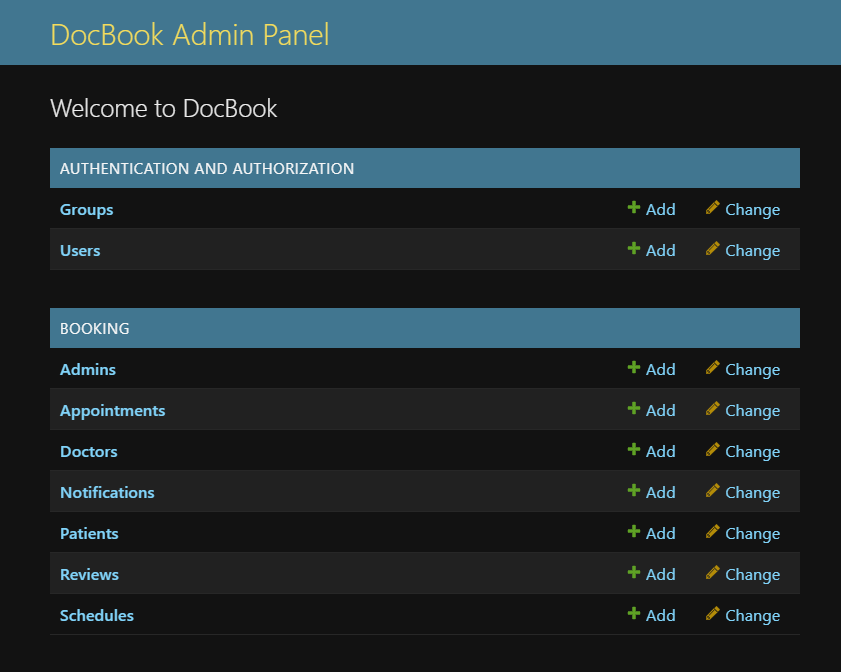 DocBook Admin Panel
Welcome to DocBook
AUTHENTICATION AND AUTHORIZATION
Groups Add Change
Users Add Change
BOOKING
Admins Add Change
Appointments Add Change
Doctors Add Change
Notifications Add Change
Patients Add Change
Reviews Add Change
Schedules Add Change